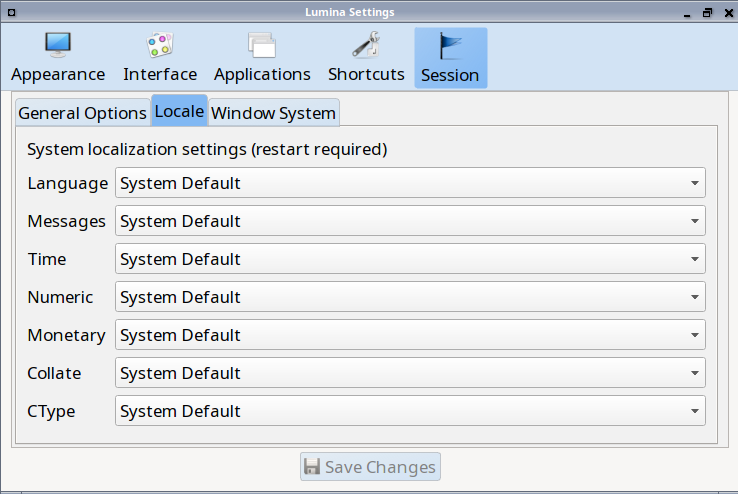 Lumina Settings
Appearance Interface Applications Shortcuts Session
General Options Locale Window System
System localization settings (restart required)
Language System Default
Messages System Default
Time System Default
Numeric System Default
Monetary System Default
Collate System Default
CType System Default
Save Changes